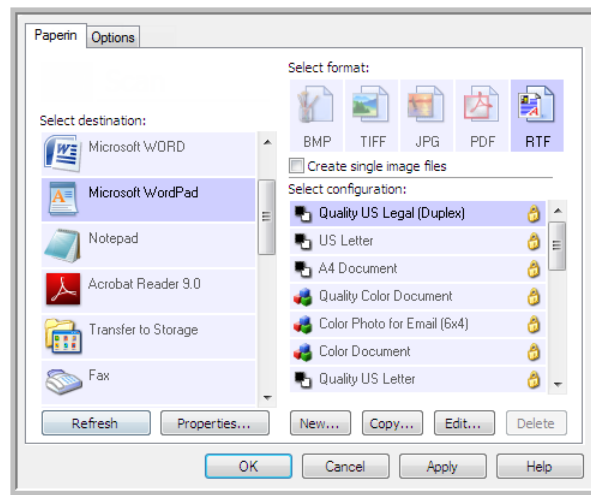 Paperin Options
Select format:
BMP TIFF JPG PDF RTF
Create single image files
Select destination:
Microsoft WORD
Microsoft WordPad
Notepad
Acrobat Reader 9.0
Transfer to Storage
Fax
Select configuration:
Quality US Legal (Duplex)
US Letter
A4 Document
Quality Color Document
Color Photo for Email (6x4)
Color Document
Quality US Letter
Refresh Properties... New... Copy... Edit... Delete
OK Cancel Apply Help